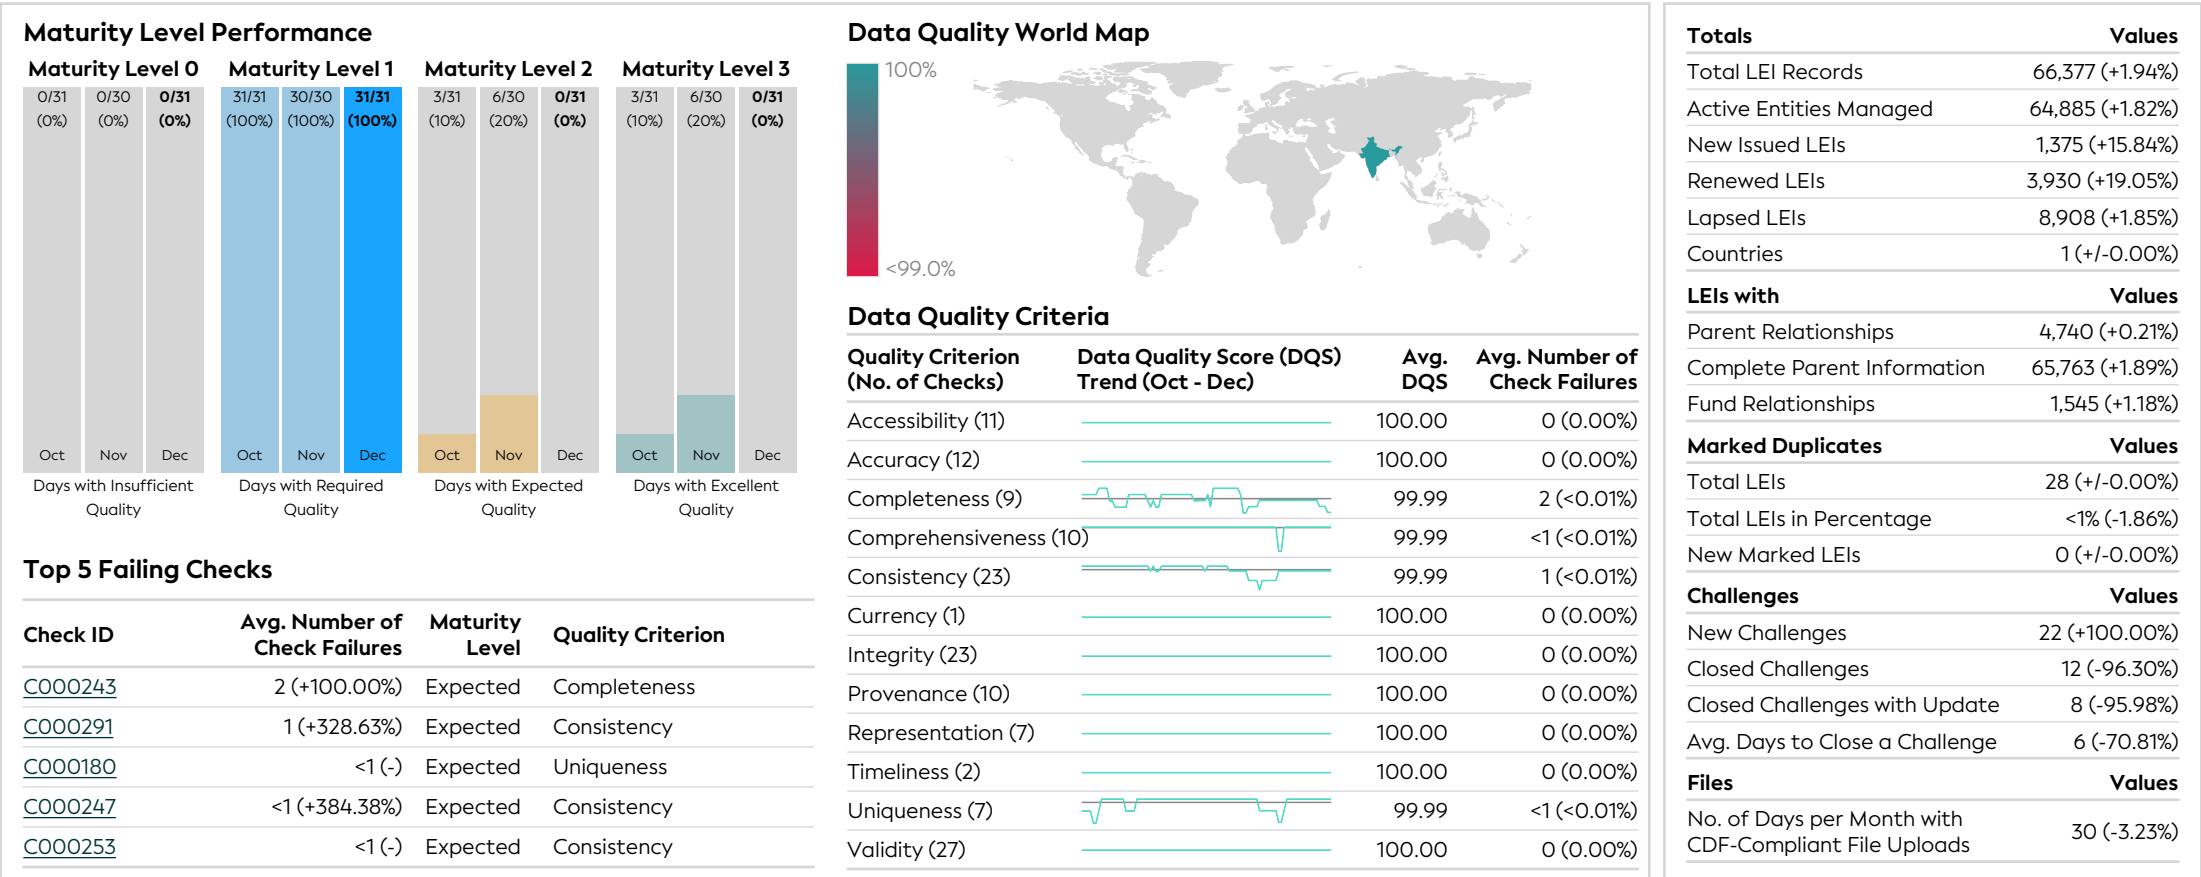 Maturity Level Performance
Maturity Level 0 Maturity Level 1 Maturity Level 2 Maturity Level 3
0/31 0/30 0/31 31/31 30/30 31/31 3/31 6/30 0/31 3/31 6/30 0/31
(0%) (0%) (0%) (100%) (100%) (100%) (10%) (20%) (0%) (10%) (20%) (0%)
Oct Nov Dec Oct Nov Dec Oct Nov Dec Oct Nov Dec
Days with Insufficient Days with Required Days with Expected Days with Excellent
Quality Quality Quality Quality
Top 5 Failing Checks
Check ID Avg. Number of Check Failures Maturity Level Quality Criterion
C000243 2 (+100.00%) Expected Completeness
C000291 1 (+328.63%) Expected Consistency
C000180 <1 (-) Expected Uniqueness
C000247 <1 (+384.38%) Expected Consistency
C000253 <1 (-) Expected Consistency
Data Quality World Map
100%
<99.0%
Data Quality Criteria
Quality Criterion Data Quality Score (DQS) Avg. Avg. Number of
(No. of Checks) Trend (Oct - Dec) DQS Check Failures
Accessibility (11) 100.00 0 (0.00%)
Accuracy (12) 100.00 0 (0.00%)
Completeness (9) 99.99 2 (<0.01%)
Comprehensiveness (10) 99.99 <1 (<0.01%)
Consistency (23) 99.99 1 (<0.01%)
Currency (1) 100.00 0 (0.00%)
Integrity (23) 100.00 0 (0.00%)
Provenance (10) 100.00 0 (0.00%)
Representation (7) 100.00 0 (0.00%)
Timeliness (2) 100.00 0 (0.00%)
Uniqueness (7) 99.99 <1 (<0.01%)
Validity (27) 100.00 0 (0.00%)
Totals Values
Total LEI Records 66,377 (+1.94%)
Active Entities Managed 64,885 (+1.82%)
New Issued LEIs 1,375 (+15.84%)
Renewed LEIs 3,930 (+19.05%)
Lapsed LEIs 8,908 (+1.85%)
Countries 1 (+/-0.00%)
LEIs with Values
Parent Relationships 4,740 (+0.21%)
Complete Parent Information 65,763 (+1.89%)
Fund Relationships 1,545 (+1.18%)
Marked Duplicates Values
Total LEIs 28 (+/-0.00%)
Total LEIs in Percentage <1% (-1.86%)
New Marked LEIs 0 (+/-0.00%)
Challenges Values
New Challenges 22 (+100.00%)
Closed Challenges 12 (-96.30%)
Closed Challenges with Update 8 (-95.98%)
Avg. Days to Close a Challenge 6 (-70.81%)
Files Values
No. of Days per Month with
CDF-Compliant File Uploads 30 (-3.23%)